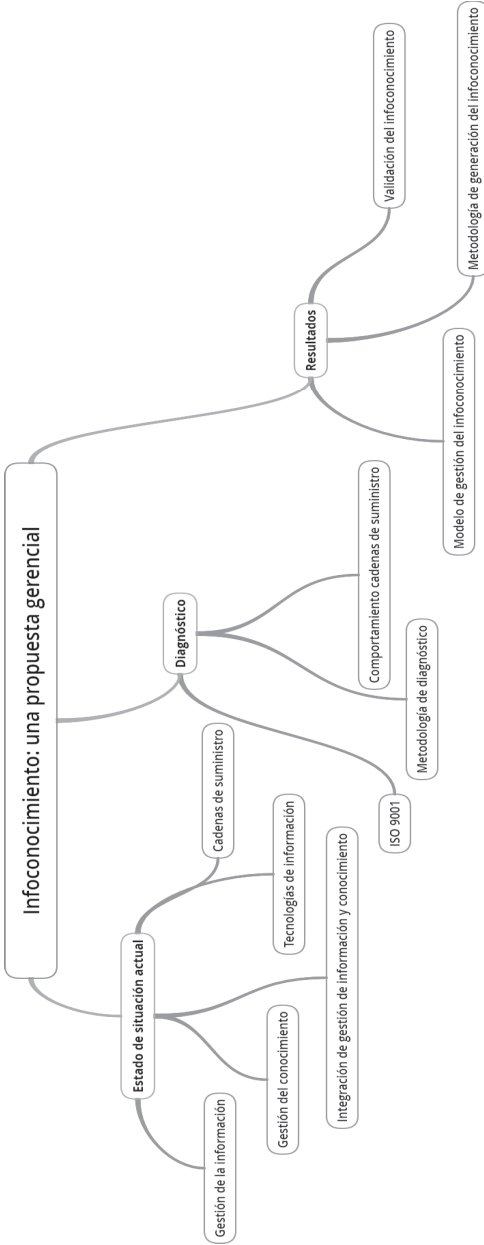 Infoconocimiento: una propuesta gerencial
Estado de situación actual
Gestión de la información
Gestión del conocimiento
Integración de gestión de información y conocimiento
Tecnologías de información
Cadenas de suministro
Diagnóstico
ISO 9001
Metodología de diagnóstico
Comportamiento cadenas de suministro
Resultados
Modelo de gestión del infoconocimiento
Metodología de generación del infoconocimiento
Validación del infoconocimiento